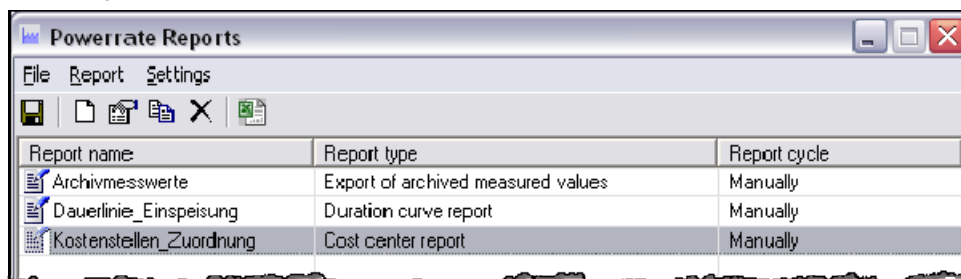 Powerrate Reports
File Report Settings
Report name Report type Report cycle
Archivmesswerte Export of archived measured values Manually
Dauerlinie_Einspeisung Duration curve report Manually
Kostenstellen_Zuordnung Cost center report Manually